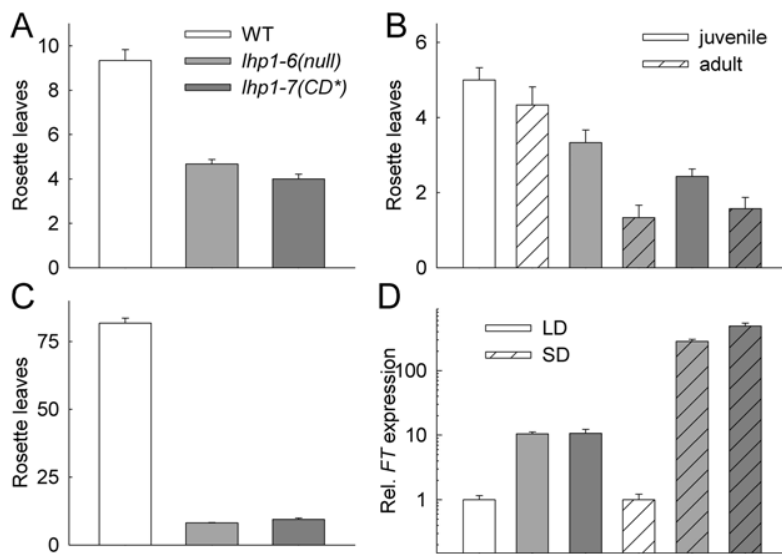 A
WT
lhp1-6(null)
lhp1-7(CD*)
Rosette leaves
10
8
6
4
2
0
B
juvenile
adult
Rosette leaves
6
4
2
0
C
Rosette leaves
75
50
25
0
D
LD
SD
Rel. FT expression
100
10
1